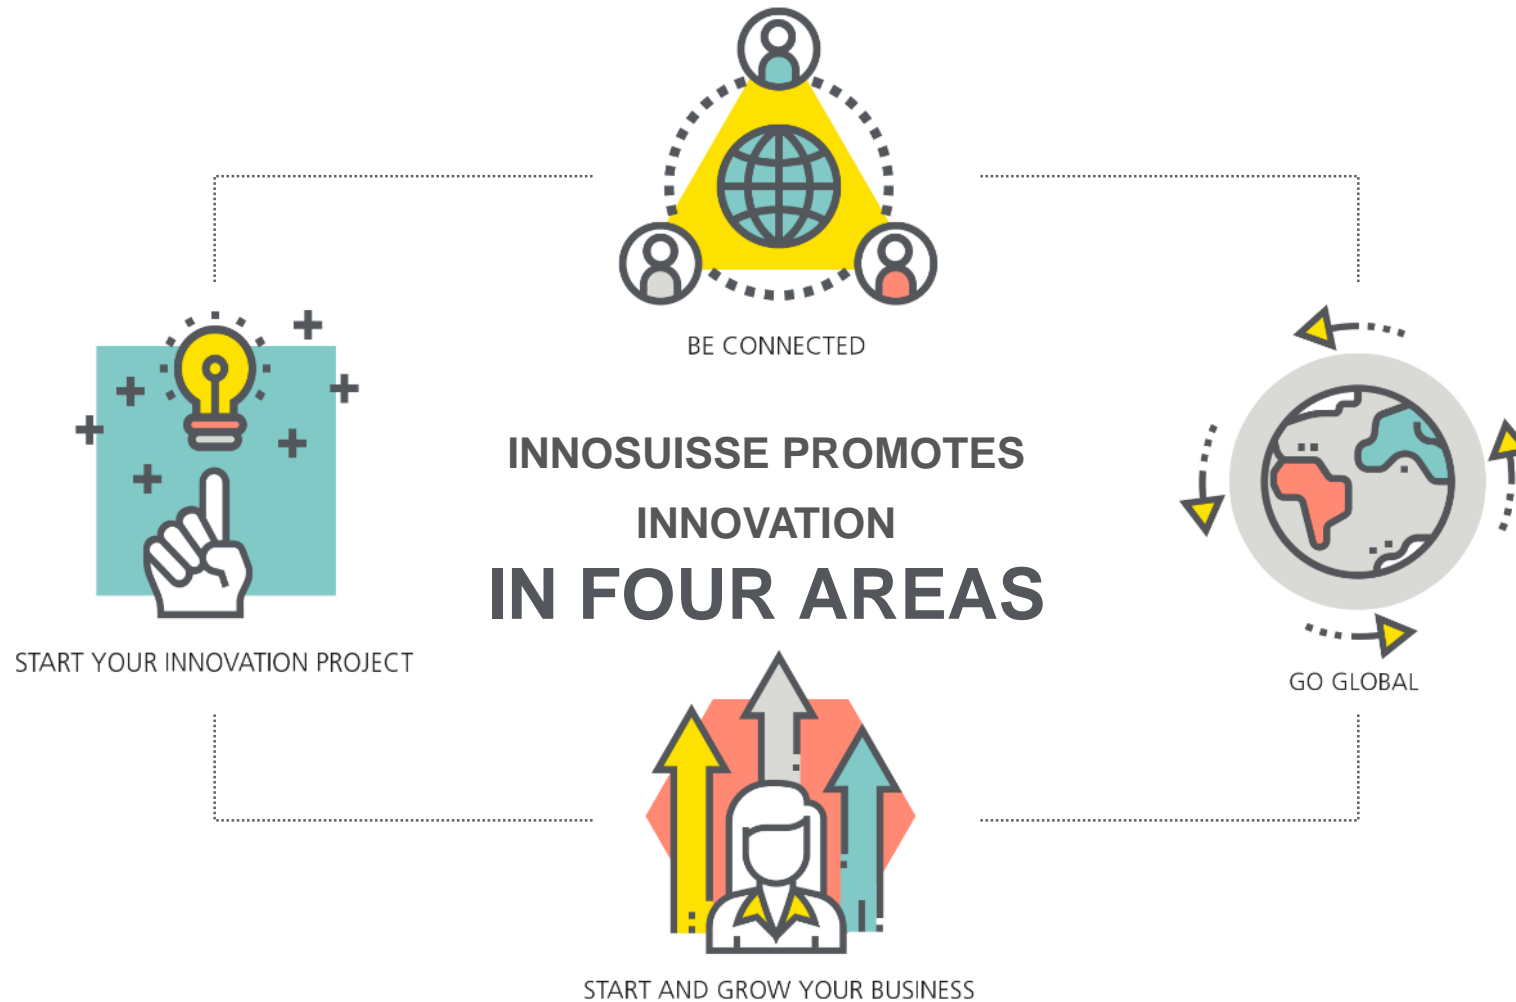 BE CONNECTED
INNOSUISSE PROMOTES
INNOVATION
IN FOUR AREAS
START YOUR INNOVATION PROJECT
GO GLOBAL
START AND GROW YOUR BUSINESS